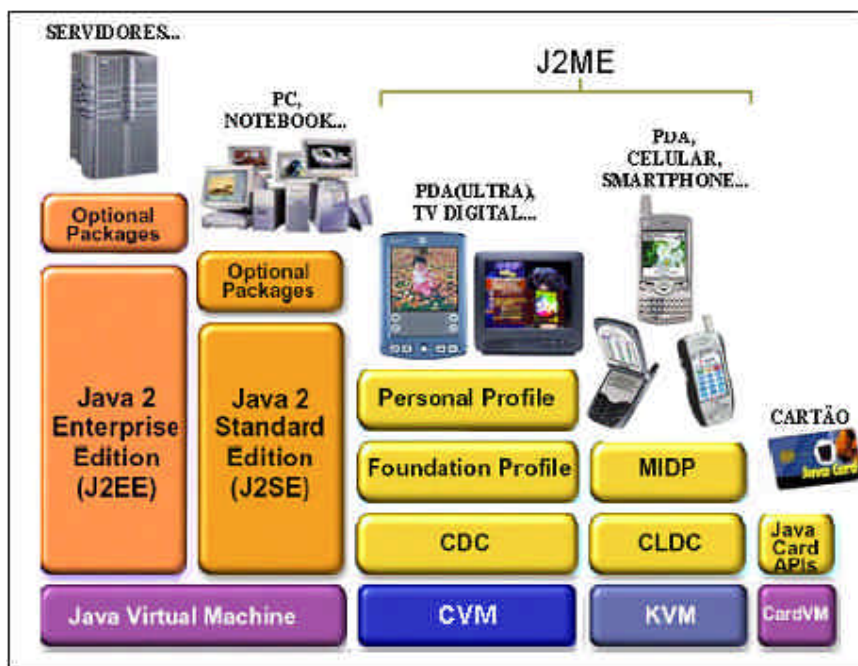 SERVIDORES...
J2ME
PC,
NOTEBOOK...
PDA(ULTRA),
TV DIGITAL...
PDA,
CELULAR,
SMARTPHONE...
Optional
Packages
Optional
Packages
Java 2
Enterprise
Edition
(J2EE)
Java 2
Standard
Edition
(J2SE)
Personal Profile
Foundation Profile
CDC
MIDP
CLDC
CARTÃO
Java Card
Java
Card
APIs
Java Virtual Machine
CVM
KVM
CardVM